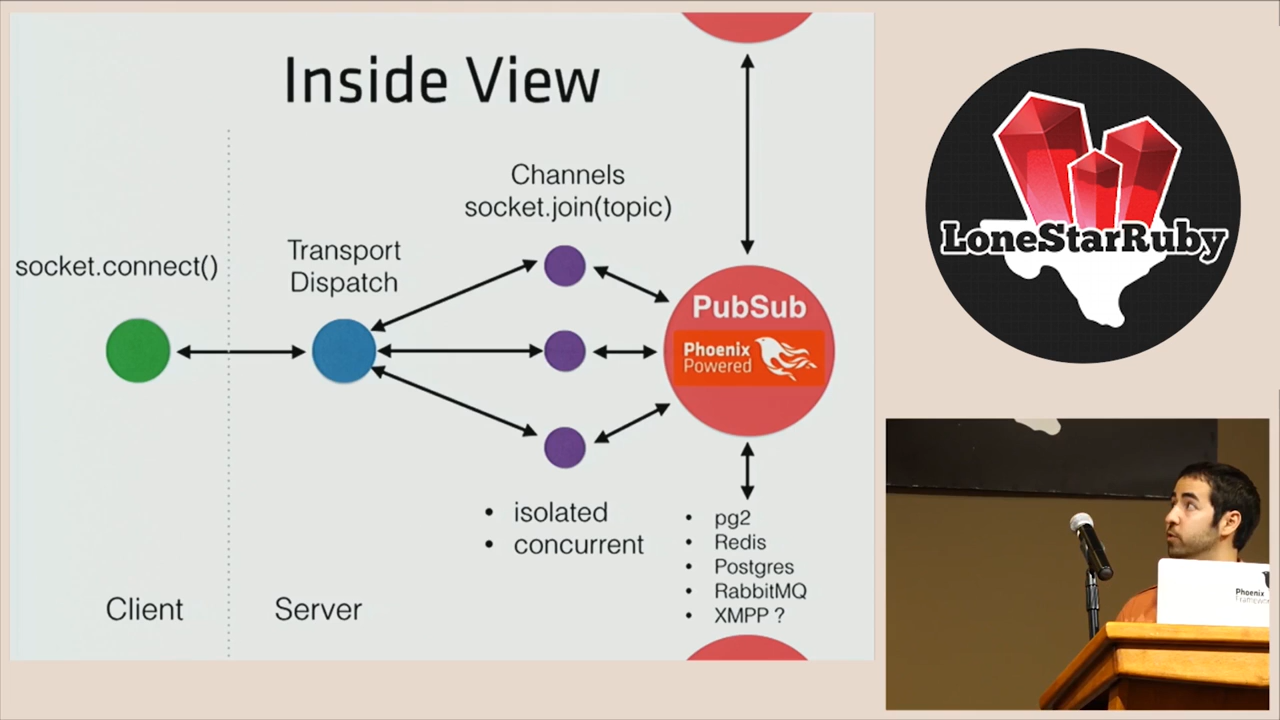 Inside View
Channels
socket.join(topic)
socket.connect()
Transport
Dispatch
PubSub
Phoenix
Powered
• isolated
• concurrent
• pg2
• Redis
• Postgres
• RabbitMQ
• XMPP ?
Client
Server
LoneStarRuby
Phoenix
Framework